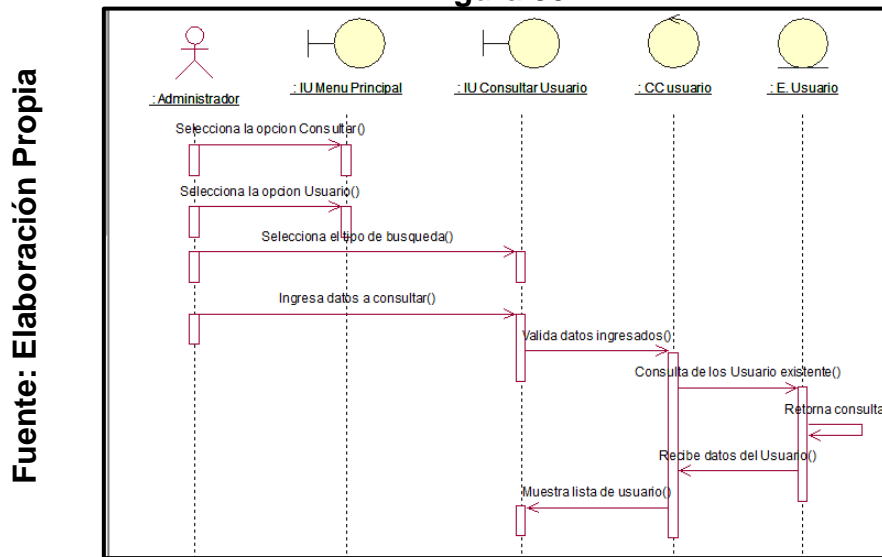 Fuente: Elaboración Propia
: Administrador
: IU Menu Principal
: IU Consultar Usuario
: CC usuario
: E. Usuario
Selecciona la opcion Consultar()
Selecciona la opcion Usuario()
Selecciona el tipo de busqueda()
Ingresa datos a consultar()
Valida datos ingresados()
Consulta de los Usuario existente()
Retorna consulta
Recibe datos del Usuario()
Muestra lista de usuario()